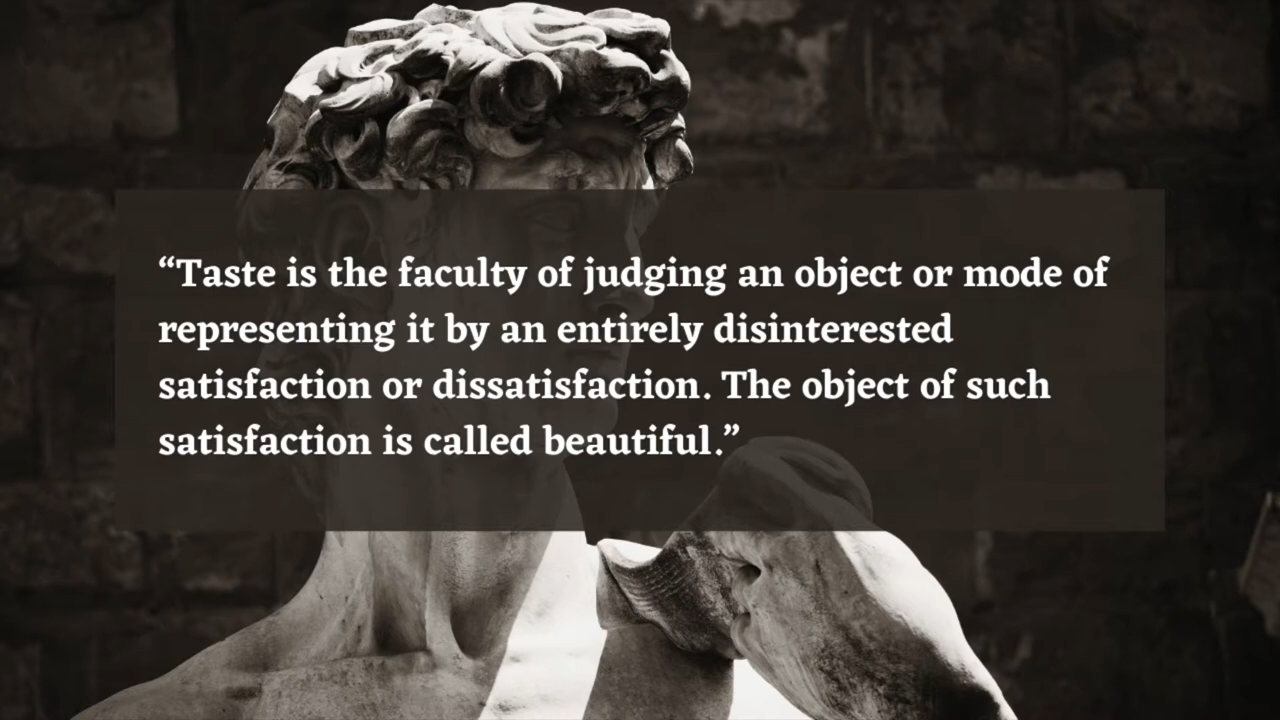 “Taste is the faculty of judging an object or mode of
representing it by an entirely disinterested
satisfaction or dissatisfaction. The object of such
satisfaction is called beautiful.”